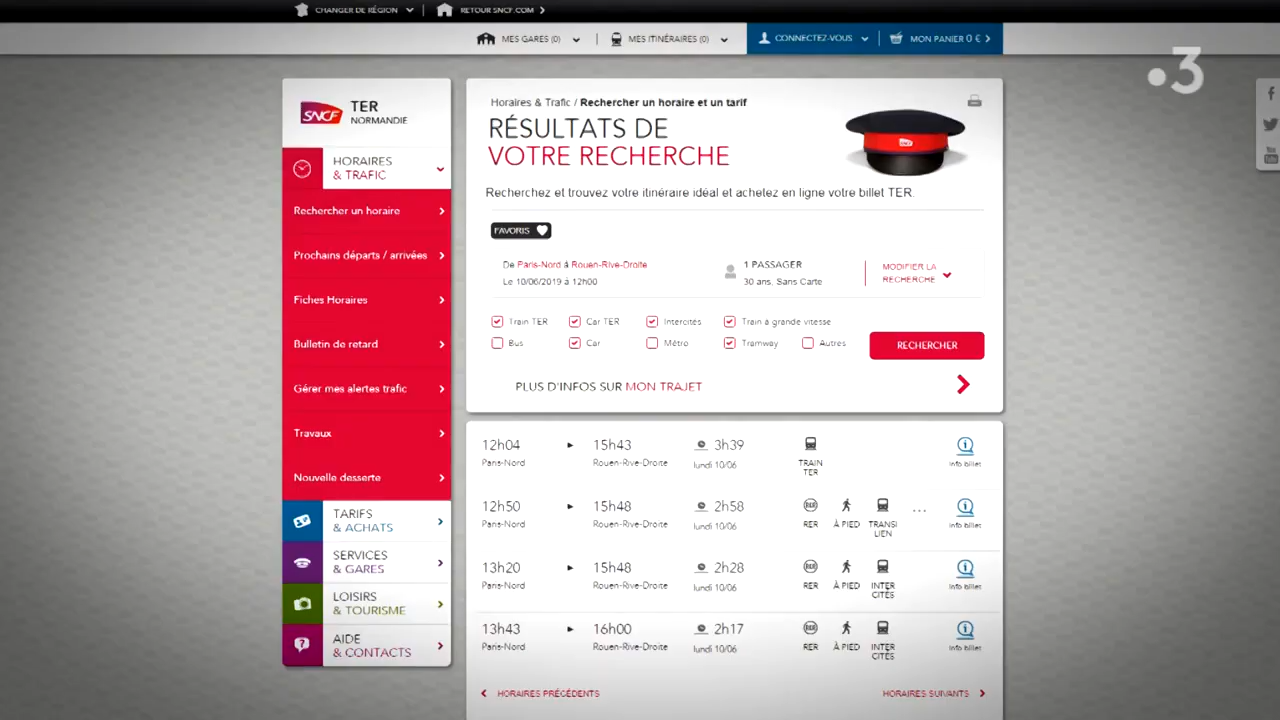 CHANGER DE RÉGION
RETOUR SNCF.COM
MES GARES (0)
MES ITINÉRAIRES (0)
CONNECTEZ-VOUS
MON PANIER 0 €
3
SNCF
TER
NORMANDIE
HORAIRES
& TRAFIC
Rechercher un horaire
Prochains départs / arrivées
Fiches Horaires
Bulletin de retard
Gérer mes alertes trafic
Travaux
Nouvelle desserte
TARIFS
& ACHATS
SERVICES
& GARES
LOISIRS
& TOURISME
AIDE
& CONTACTS
Horaires & Trafic / Rechercher un horaire et un tarif
RÉSULTATS DE
VOTRE RECHERCHE
Recherchez et trouvez votre itinéraire idéal et achetez en ligne votre billet TER.
FAVORIS
De Paris-Nord à Rouen-Rive-Droite
Le 10/06/2019 à 12h00
1 PASSAGER
30 ans, Sans Carte
MODIFIER LA
RECHERCHE
Train TER Car TER Intercités Train à grande vitesse
Bus Car Métro Tramway Autres
RECHERCHER
PLUS D'INFOS SUR MON TRAJET
12h04 15h43 3h39
Paris-Nord Rouen-Rive-Droite lundi 10/06 TRAIN TER Info billet
12h50 15h48 2h58 ...
Paris-Nord Rouen-Rive-Droite lundi 10/06 RER À PIED TRANSI LIEN Info billet
13h20 15h48 2h28
Paris-Nord Rouen-Rive-Droite lundi 10/06 RER À PIED INTER CITÉS Info billet
13h43 16h00 2h17
Paris-Nord Rouen-Rive-Droite lundi 10/06 RER À PIED INTER CITÉS Info billet
HORAIRES PRÉCÉDENTS
HORAIRES SUIVANTS